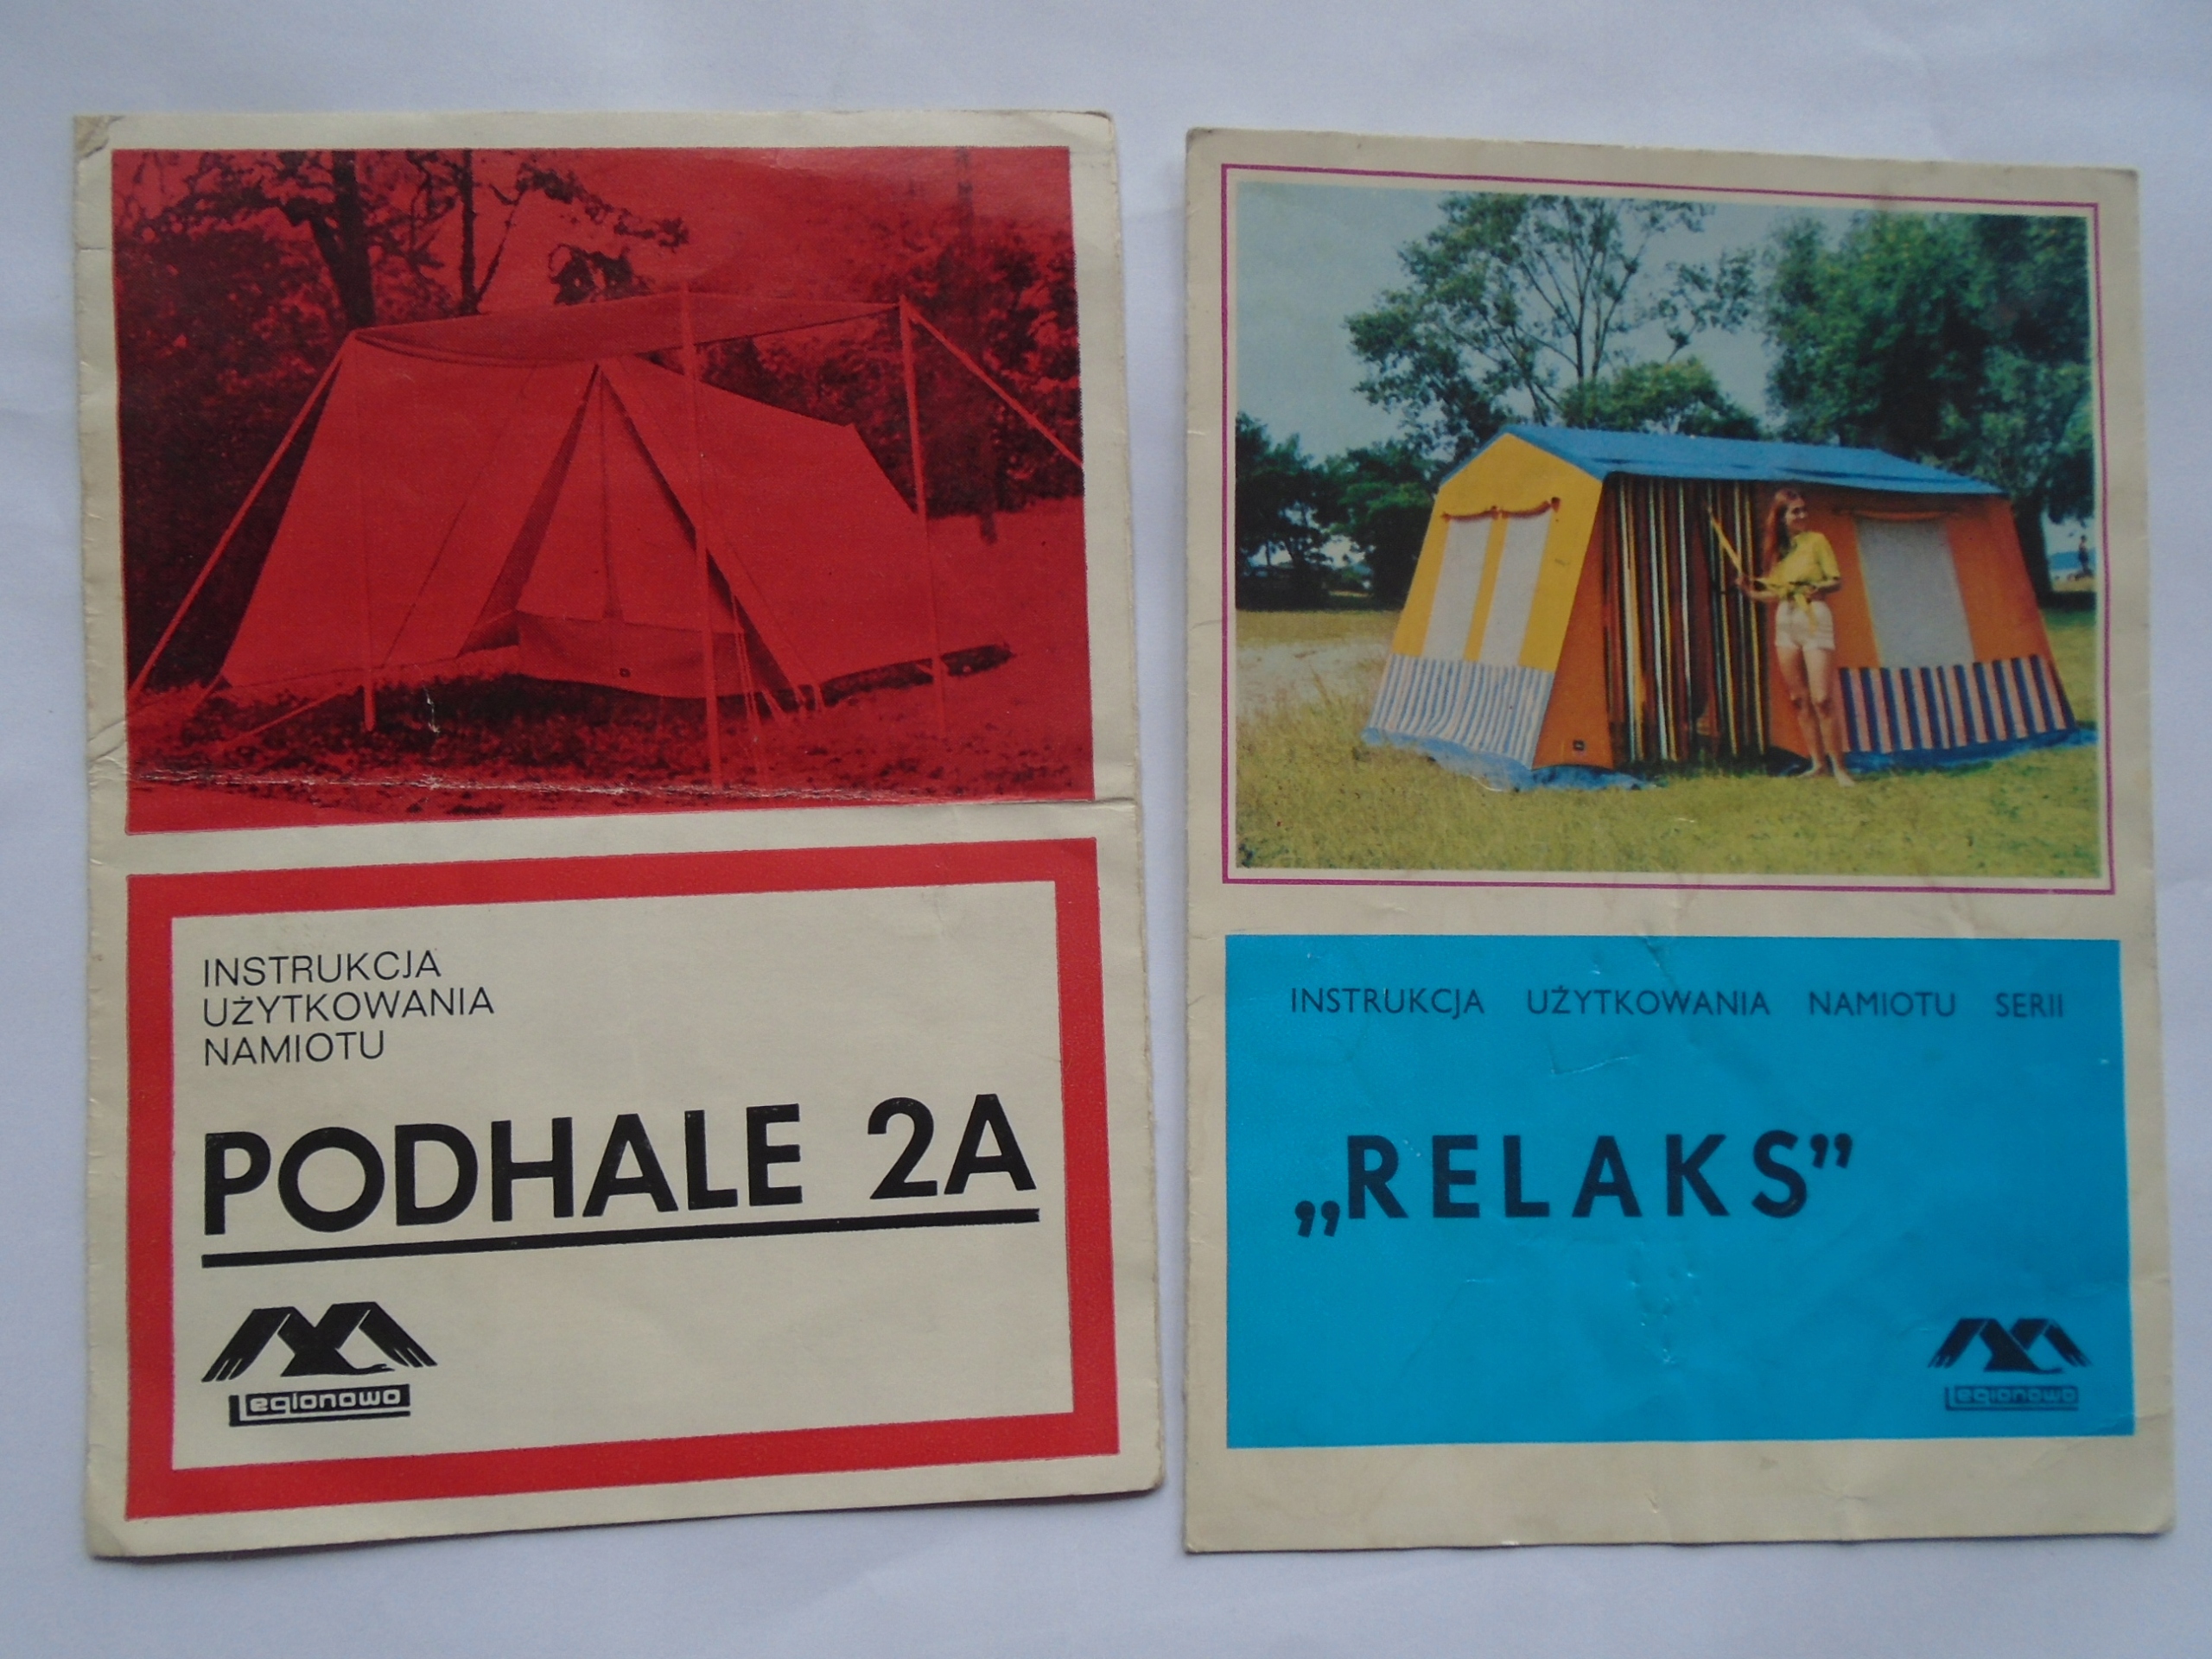 INSTRUKCJA
UŻYTKOWANIA
NAMIOTU
PODHALE 2A
Legionowo
INSTRUKCJA UŻYTKOWANIA NAMIOTU SERII
„RELAKS”
Legionowo